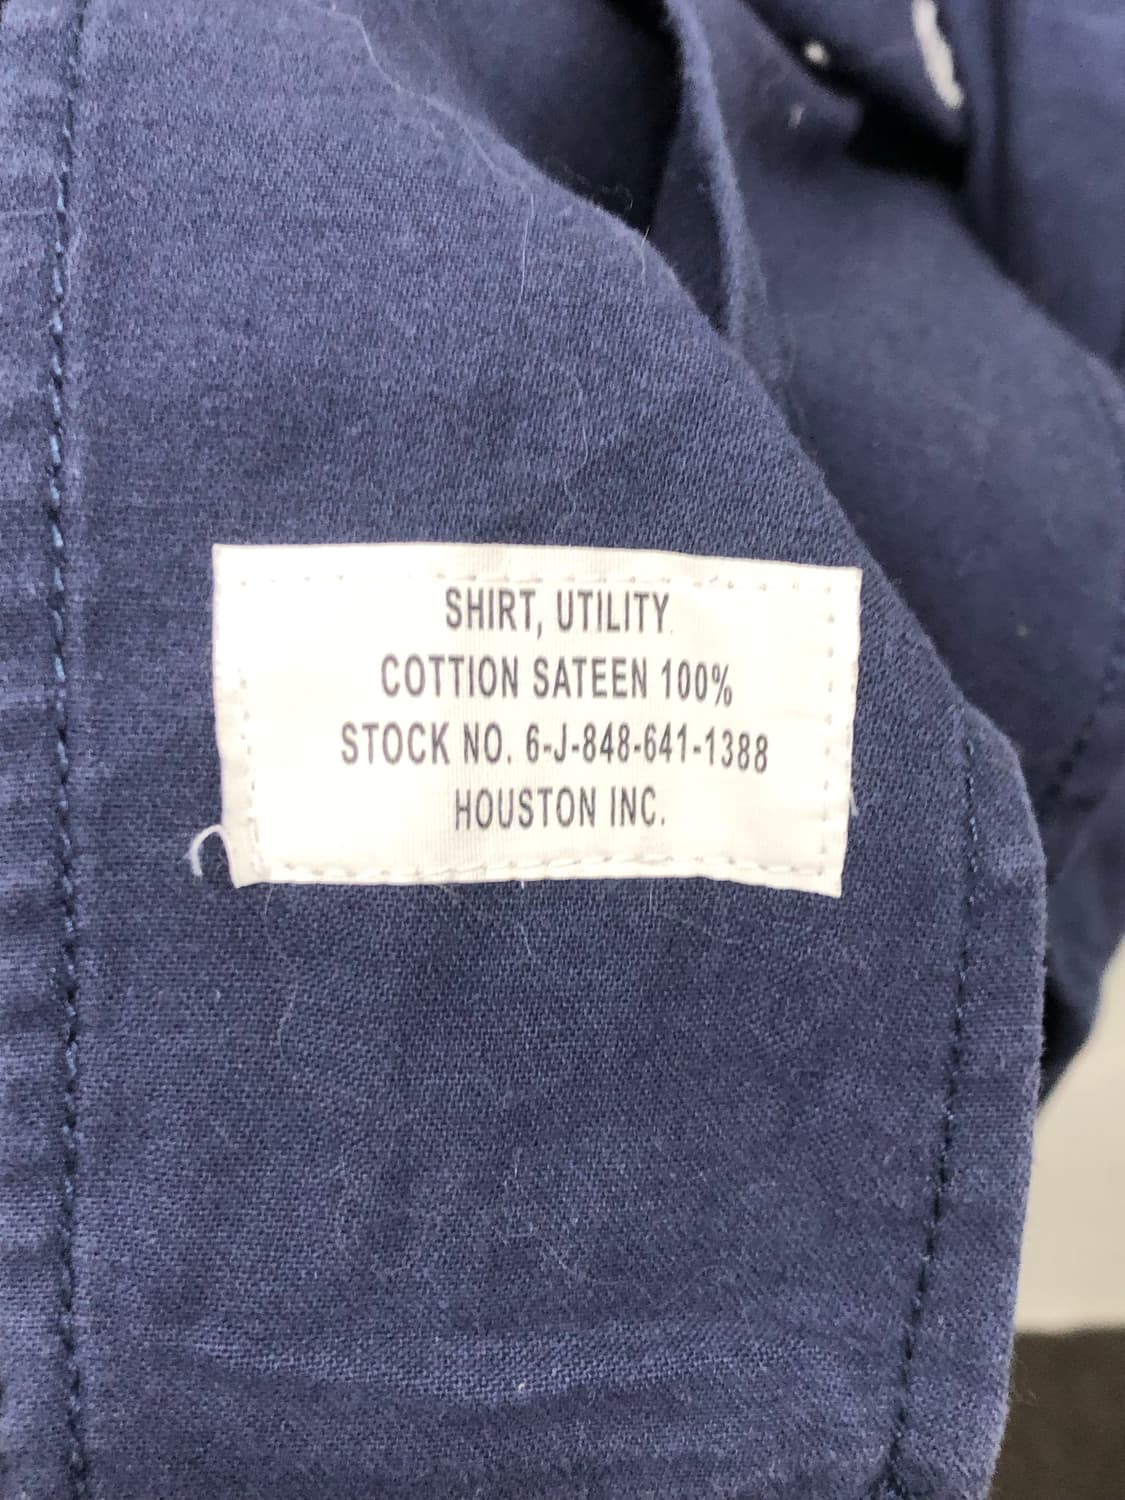 SHIRT, UTILITY
COTTION SATEEN 100%
STOCK NO. 6-J-848-641-1388
HOUSTON INC.